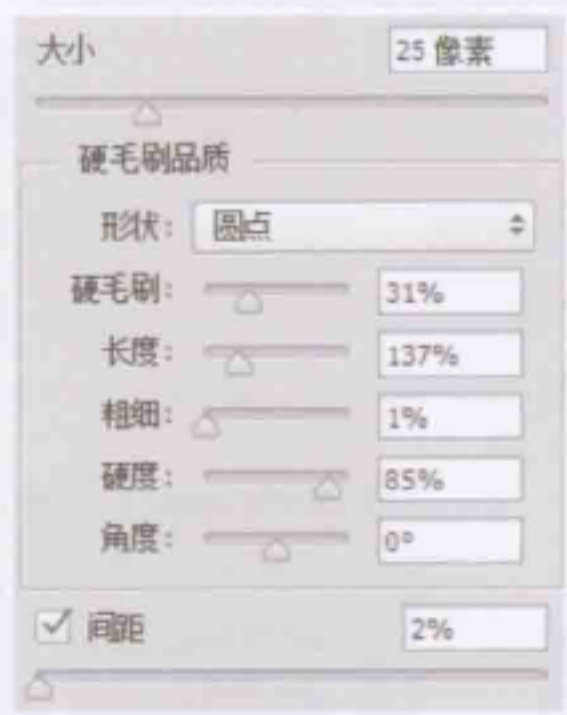 大小 25 像素
硬毛刷品质
形状: 圆点
硬毛刷: 31%
长度: 137%
粗细: 1%
硬度: 85%
角度: 0°
间距 2%